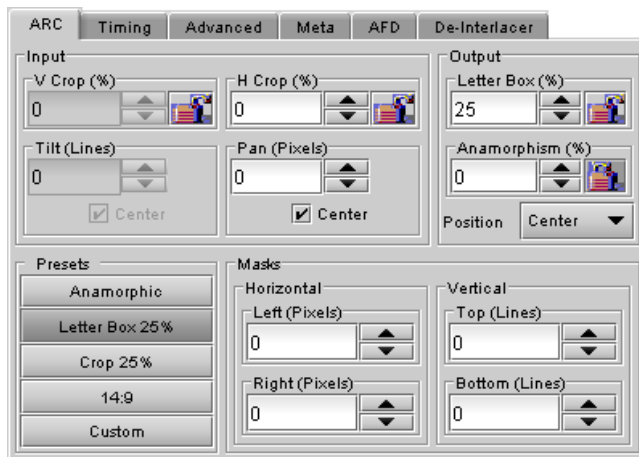 ARC Timing Advanced Meta AFD De-Interlacer
Input
V Crop (%)
0
H Crop (%)
0
Tilt (Lines)
0
Center
Pan (Pixels)
0
Center
Output
Letter Box (%)
25
Anamorphism (%)
0
Position Center
Presets
Anamorphic
Letter Box 25%
Crop 25%
14:9
Custom
Masks
Horizontal
Left (Pixels)
0
Right (Pixels)
0
Vertical
Top (Lines)
0
Bottom (Lines)
0